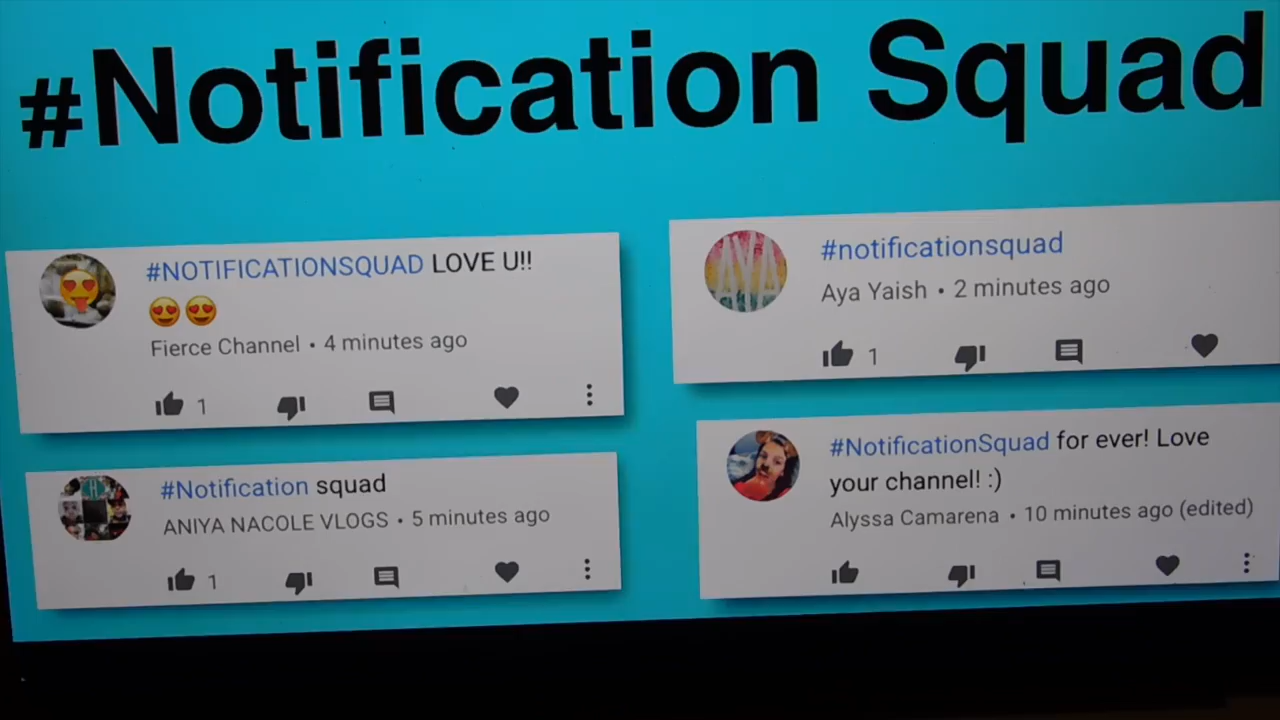 #Notification Squad
#NOTIFICATIONSQUAD LOVE U!!
😍😍
Fierce Channel • 4 minutes ago
1
#Notification squad
ANIYA NACOLE VLOGS • 5 minutes ago
1
AYA
#notificationsquad
Aya Yaish • 2 minutes ago
1
#NotificationSquad for ever! Love
your channel! :)
Alyssa Camarena • 10 minutes ago (edited)